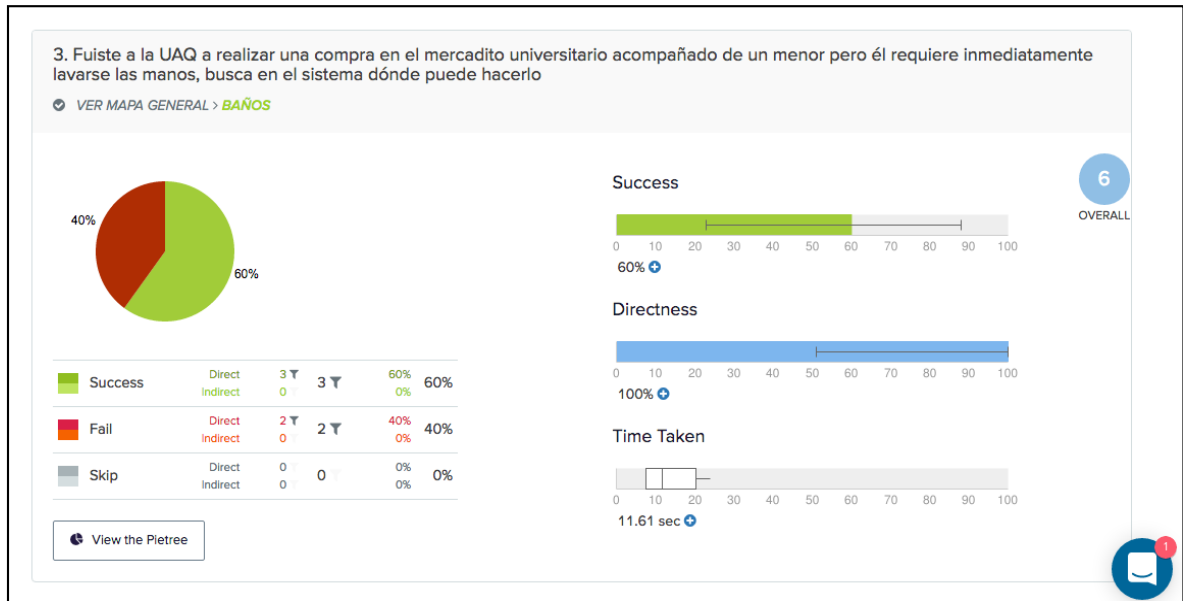 3. Fuiste a la UAQ a realizar una compra en el mercadito universitario acompañado de un menor pero él requiere inmediatamente
lavarse las manos, busca en el sistema dónde puede hacerlo
VER MAPA GENERAL > BAÑOS
40%
60%
Success Direct 3 3 60% 60%
Indirect 0 0%
Fail Direct 2 2 40% 40%
Indirect 0 0%
Skip Direct 0 0 0% 0%
Indirect 0 0%
View the Pietree
Success
0 10 20 30 40 50 60 70 80 90 100
60%
Directness
0 10 20 30 40 50 60 70 80 90 100
100%
Time Taken
0 10 20 30 40 50 60 70 80 90 100
11.61 sec
6
OVERALL
1